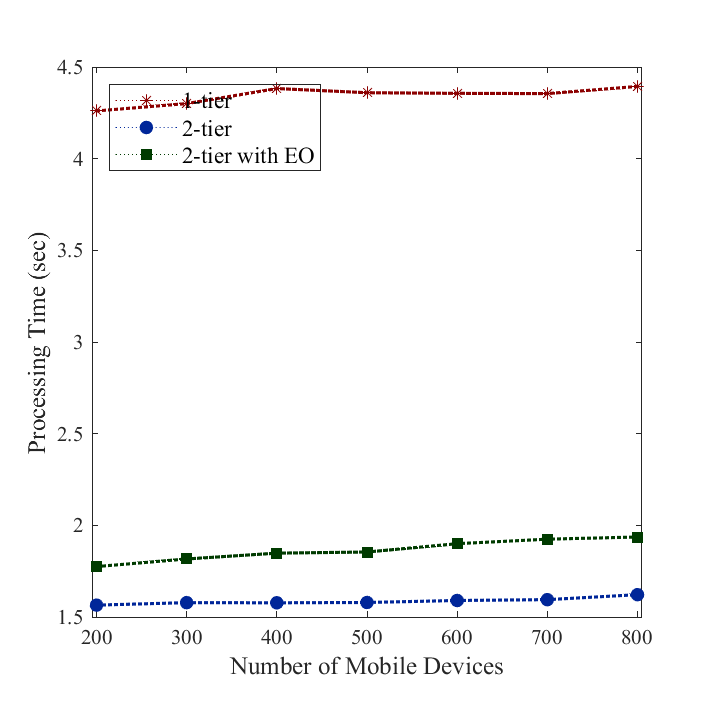 4.5
4
3.5
3
2.5
2
1.5
Processing Time (sec)
1-tier
2-tier
2-tier with EO
200 300 400 500 600 700 800
Number of Mobile Devices